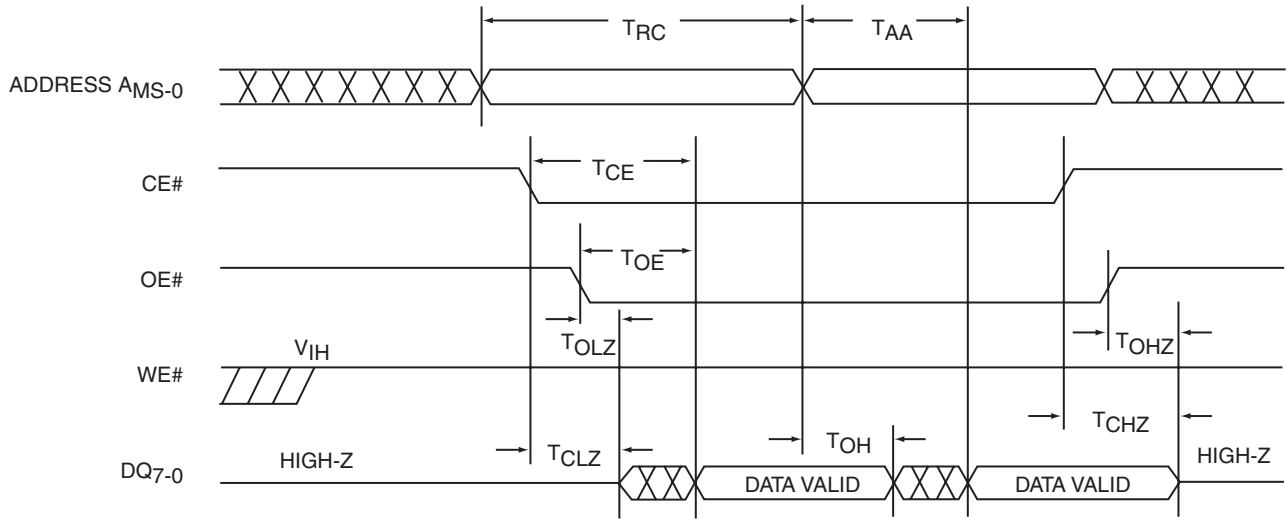 TRC TAA
ADDRESS AMS-0
TCE
CE#
TOE
OE#
TOLZ TOHZ
VIH
WE#
TCLZ TOH TCHZ
HIGH-Z HIGH-Z
DQ7-0
DATA VALID DATA VALID